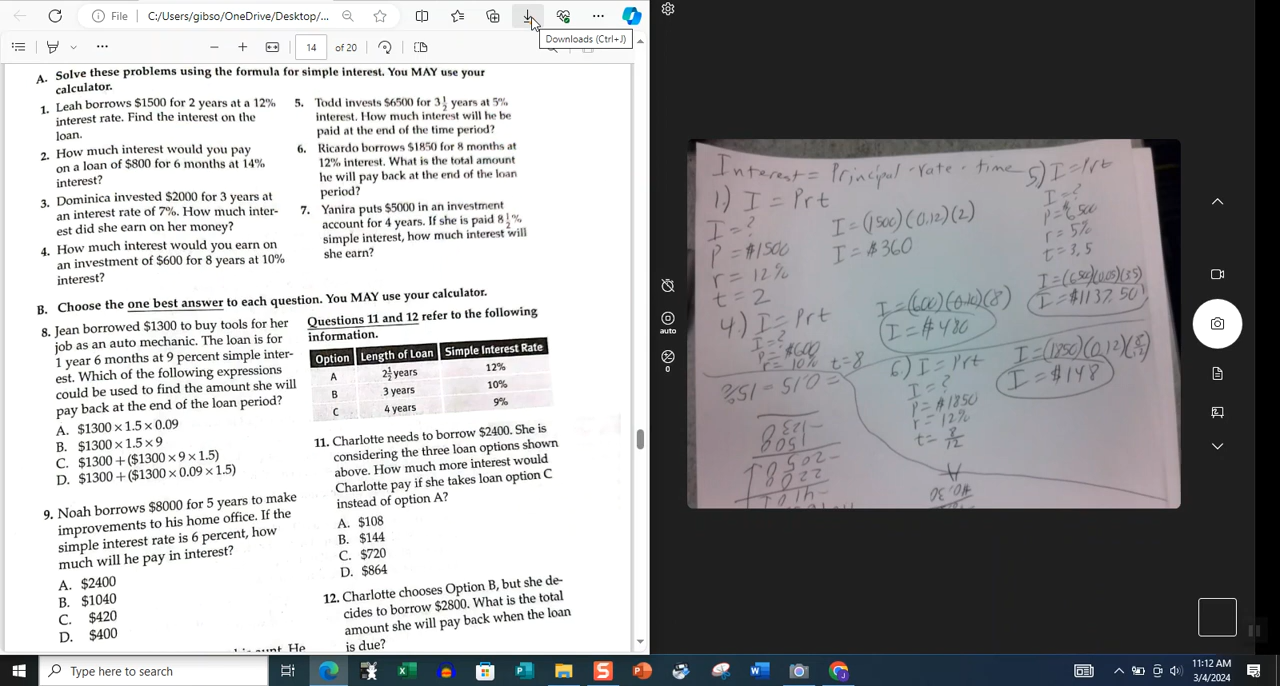 File
C:/Users/gibso/OneDrive/Desktop/...
Downloads (Ctrl+J)
14
of 20
A. Solve these problems using the formula for simple interest. You MAY use your
calculator.
1. Leah borrows $1500 for 2 years at a 12%
interest rate. Find the interest on the
loan.
2. How much interest would you pay
on a loan of $800 for 6 months at 14%
interest?
3. Dominica invested $2000 for 3 years at
an interest rate of 7%. How much inter-
est did she earn on her money?
4. How much interest would you earn on
an investment of $600 for 8 years at 10%
interest?
5. Todd invests $6500 for 3 1/2 years at 5%
interest. How much interest will he be
paid at the end of the time period?
6. Ricardo borrows $1850 for 8 months at
12% interest. What is the total amount
he will pay back at the end of the loan
period?
7. Yanira puts $5000 in an investment
account for 4 years. If she is paid 8 1/2%
simple interest, how much interest will
she earn?
B. Choose the one best answer to each question. You MAY use your calculator.
8. Jean borrowed $1300 to buy tools for her
job as an auto mechanic. The loan is for
1 year 6 months at 9 percent simple inter-
est. Which of the following expressions
could be used to find the amount she will
pay back at the end of the loan period?
A. $1300 × 1.5 × 0.09
B. $1300 × 1.5 × 9
C. $1300 + ($1300 × 9 × 1.5)
D. $1300 + ($1300 × 0.09 × 1.5)
9. Noah borrows $8000 for 5 years to make
improvements to his home office. If the
simple interest rate is 6 percent, how
much will he pay in interest?
A. $2400
B. $1040
C. $420
D. $400
Questions 11 and 12 refer to the following
information.
Option Length of Loan Simple Interest Rate
A 2 1/2 years 12%
B 3 years 10%
C 4 years 9%
11. Charlotte needs to borrow $2400. She is
considering the three loan options shown
above. How much more interest would
Charlotte pay if she takes loan option C
instead of option A?
A. $108
B. $144
C. $720
D. $864
12. Charlotte chooses Option B, but she de-
cides to borrow $2800. What is the total
amount she will pay back when the loan
is due?
Interest = Principal · rate · time
1.) I = Prt
I = ?
P = $1500
r = 12%
t = 2
I = (1500)(0.12)(2)
I = $360
4.) I = Prt
I = ?
P = $600
r = 10% t = 8
I = (600)(0.10)(8)
I = $480
5) I = Prt
I = ?
P = $6500
r = 5%
t = 3.5
I = (6500)(0.05)(3.5)
I = $1137.50
6.) I = Prt
I = ?
P = $1850
r = 12%
t = 8/12
I = (1850)(0.12)(8/12)
I = $148
= 0.15 = 15%
auto
0
Type here to search
11:12 AM
3/4/2024